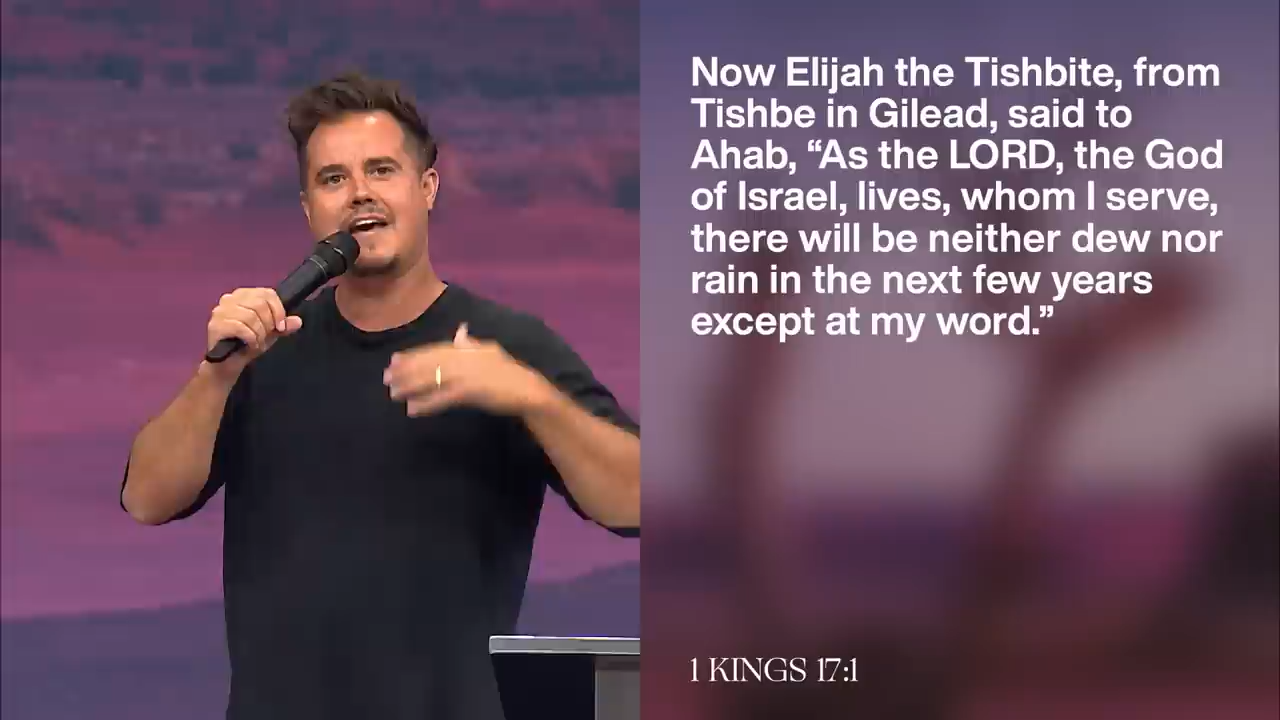 Now Elijah the Tishbite, from
Tishbe in Gilead, said to
Ahab, “As the LORD, the God
of Israel, lives, whom I serve,
there will be neither dew nor
rain in the next few years
except at my word.”
1 KINGS 17:1